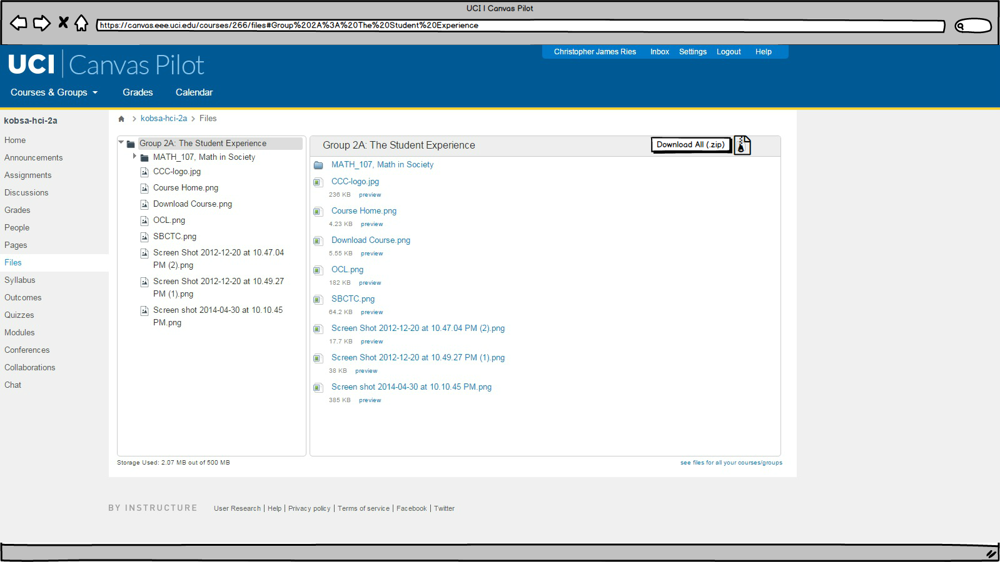 UCI | Canvas Pilot
https://canvas.eee.uci.edu/courses/266/files#Group%202A%3A%20The%20Student%20Experience
Christopher James Ries Inbox Settings Logout Help
UCI | Canvas Pilot
Courses & Groups Grades Calendar
kobsa-hci-2a
Home
Announcements
Assignments
Discussions
Grades
People
Pages
Files
Syllabus
Outcomes
Quizzes
Modules
Conferences
Collaborations
Chat
kobsa-hci-2a > Files
Group 2A: The Student Experience
MATH_107, Math in Society
CCC-logo.jpg
Course Home.png
Download Course.png
OCL.png
SBCTC.png
Screen Shot 2012-12-20 at 10.47.04
PM (2).png
Screen Shot 2012-12-20 at 10.49.27
PM (1).png
Screen shot 2014-04-30 at 10.10.45
PM.png
Group 2A: The Student Experience
Download All (.zip)
MATH_107, Math in Society
CCC-logo.jpg
236 KB preview
Course Home.png
4.23 KB preview
Download Course.png
5.55 KB preview
OCL.png
182 KB preview
SBCTC.png
64.2 KB preview
Screen Shot 2012-12-20 at 10.47.04 PM (2).png
17.7 KB preview
Screen Shot 2012-12-20 at 10.49.27 PM (1).png
38 KB preview
Screen shot 2014-04-30 at 10.10.45 PM.png
385 KB preview
Storage Used: 2.07 MB out of 500 MB
see files for all your courses/groups
BY INSTRUCTURE
User Research | Help | Privacy policy | Terms of service | Facebook | Twitter